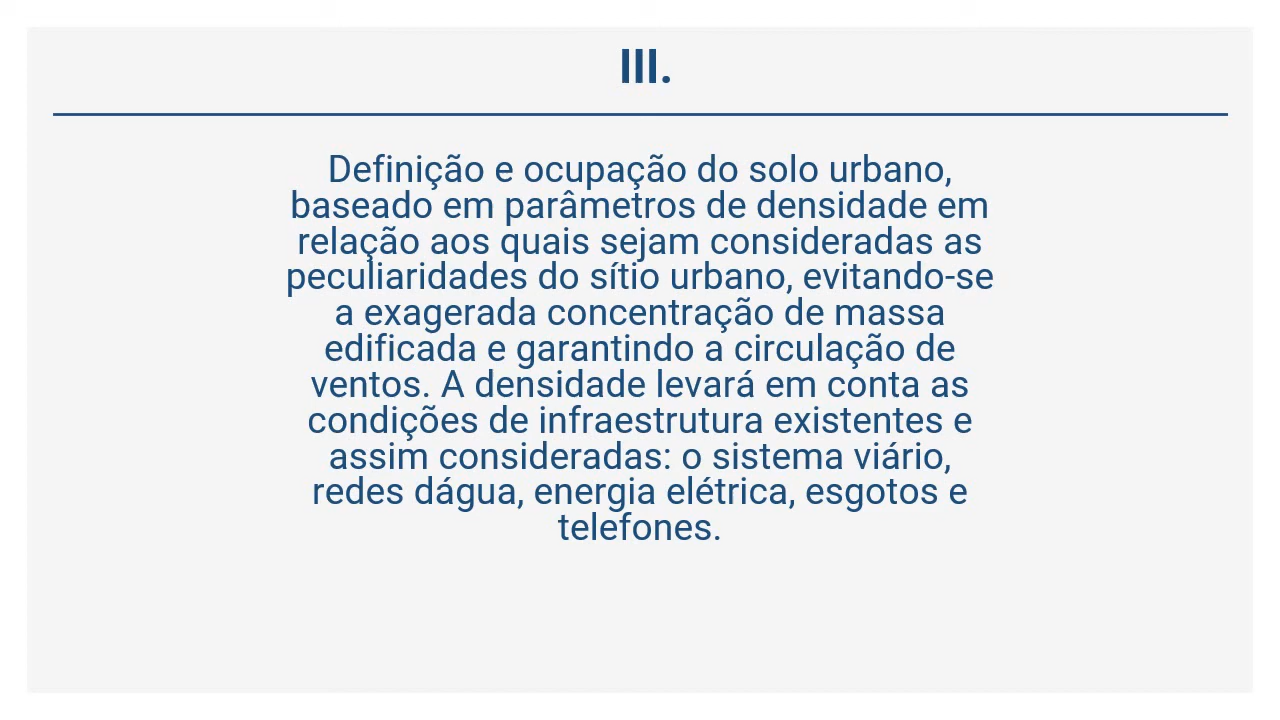 III.
Definição e ocupação do solo urbano,
baseado em parâmetros de densidade em
relação aos quais sejam consideradas as
peculiaridades do sítio urbano, evitando-se
a exagerada concentração de massa
edificada e garantindo a circulação de
ventos. A densidade levará em conta as
condições de infraestrutura existentes e
assim consideradas: o sistema viário,
redes dágua, energia elétrica, esgotos e
telefones.